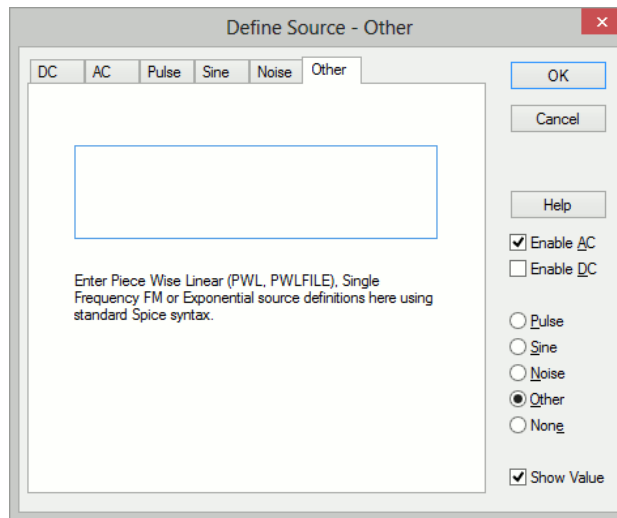 Define Source - Other
DC
AC
Pulse
Sine
Noise
Other
OK
Cancel
Help
Enable AC
Enable DC
Enter Piece Wise Linear (PWL, PWLFILE), Single
Frequency FM or Exponential source definitions here using
standard Spice syntax.
Pulse
Sine
Noise
Other
None
Show Value